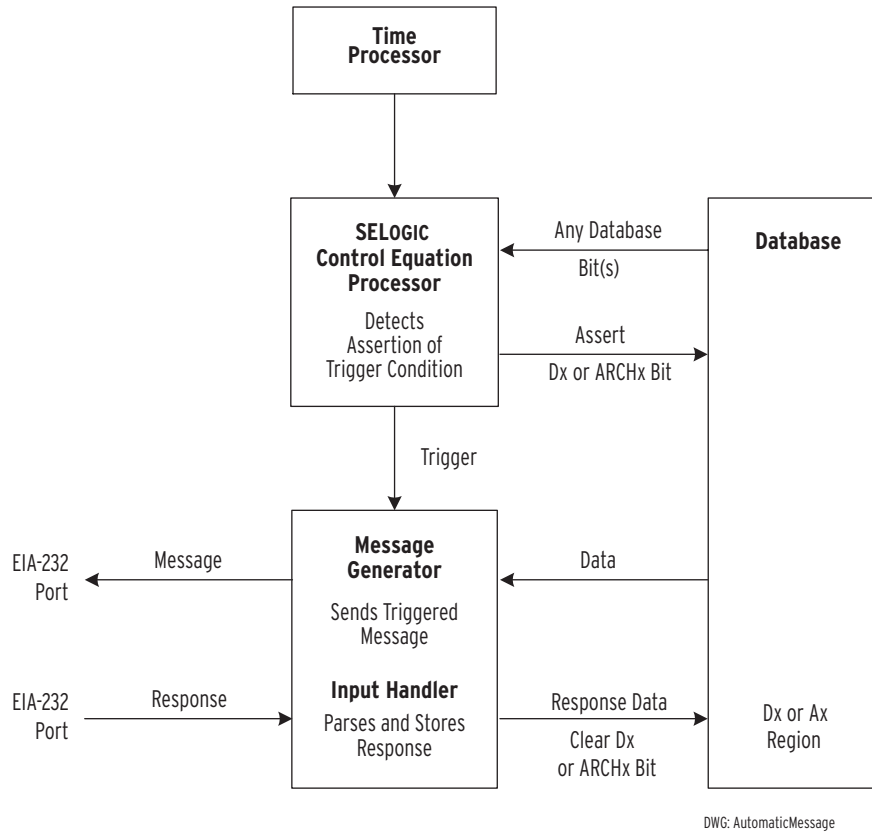 Time
Processor
SELOGIC
Control Equation
Processor
Detects
Assertion of
Trigger Condition
Any Database
Bit(s)
Assert
Dx or ARCHx Bit
Database
Trigger
EIA-232
Port
Message
Message
Generator
Sends Triggered
Message
Data
EIA-232
Port
Response
Input Handler
Parses and Stores
Response
Response Data
Clear Dx
or ARCHx Bit
Dx or Ax
Region
DWG: AutomaticMessage